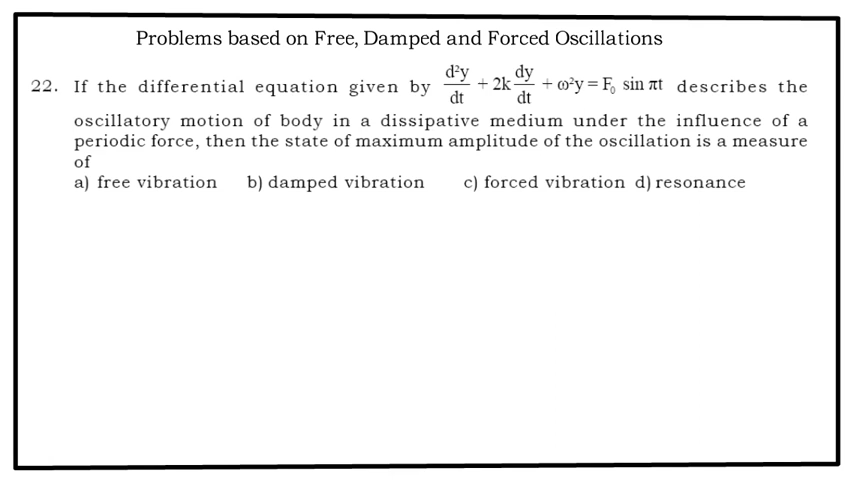 Problems based on Free, Damped and Forced Oscillations
22. If the differential equation given by d²y/dt + 2k dy/dt + ω²y = F₀ sin πt describes the
oscillatory motion of body in a dissipative medium under the influence of a
periodic force, then the state of maximum amplitude of the oscillation is a measure
of
a) free vibration b) damped vibration c) forced vibration d) resonance